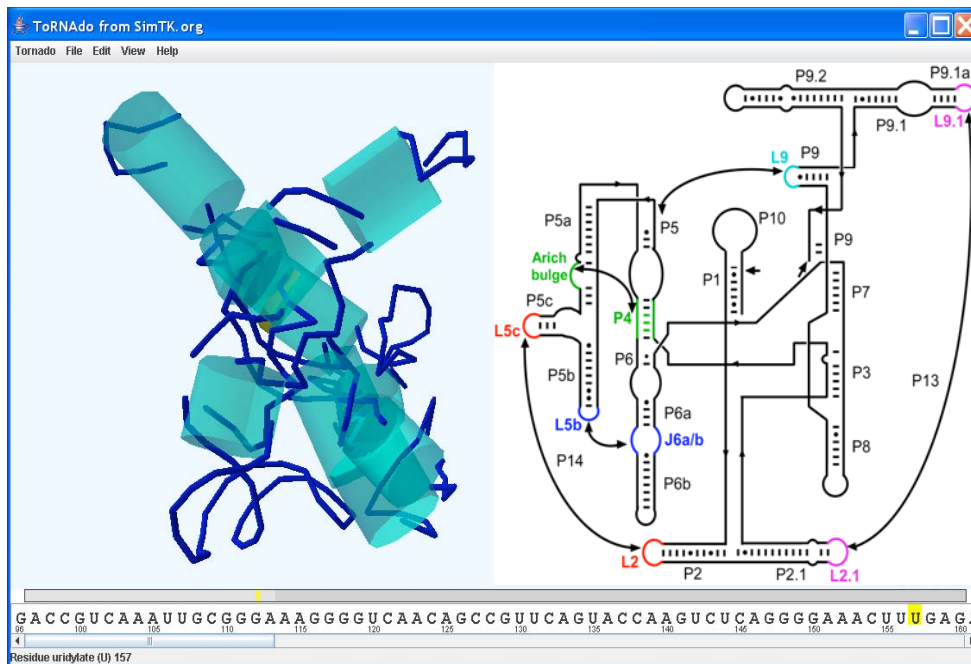 ToRNAdo from SimTK.org
Tornado File Edit View Help
P9.2
P9.1a
P9.1
L9.1
L9
P9
P5a
P5
P10
P9
Arich
bulge
P1
P7
P5c
P4
L5c
P6
P3
P13
P5b
P6a
L5b
J6a/b
P14
P8
P6b
L2
P2
P2.1
L2.1
GACCGUCAAAUUGCGGGAAAGGGGUCAACAGCCGUUCAGUACCAAGUCUCAGGGGAAACUUUGAGA
96 100 105 110 115 120 125 130 135 140 145 150 155 160
Residue uridylate (U) 157